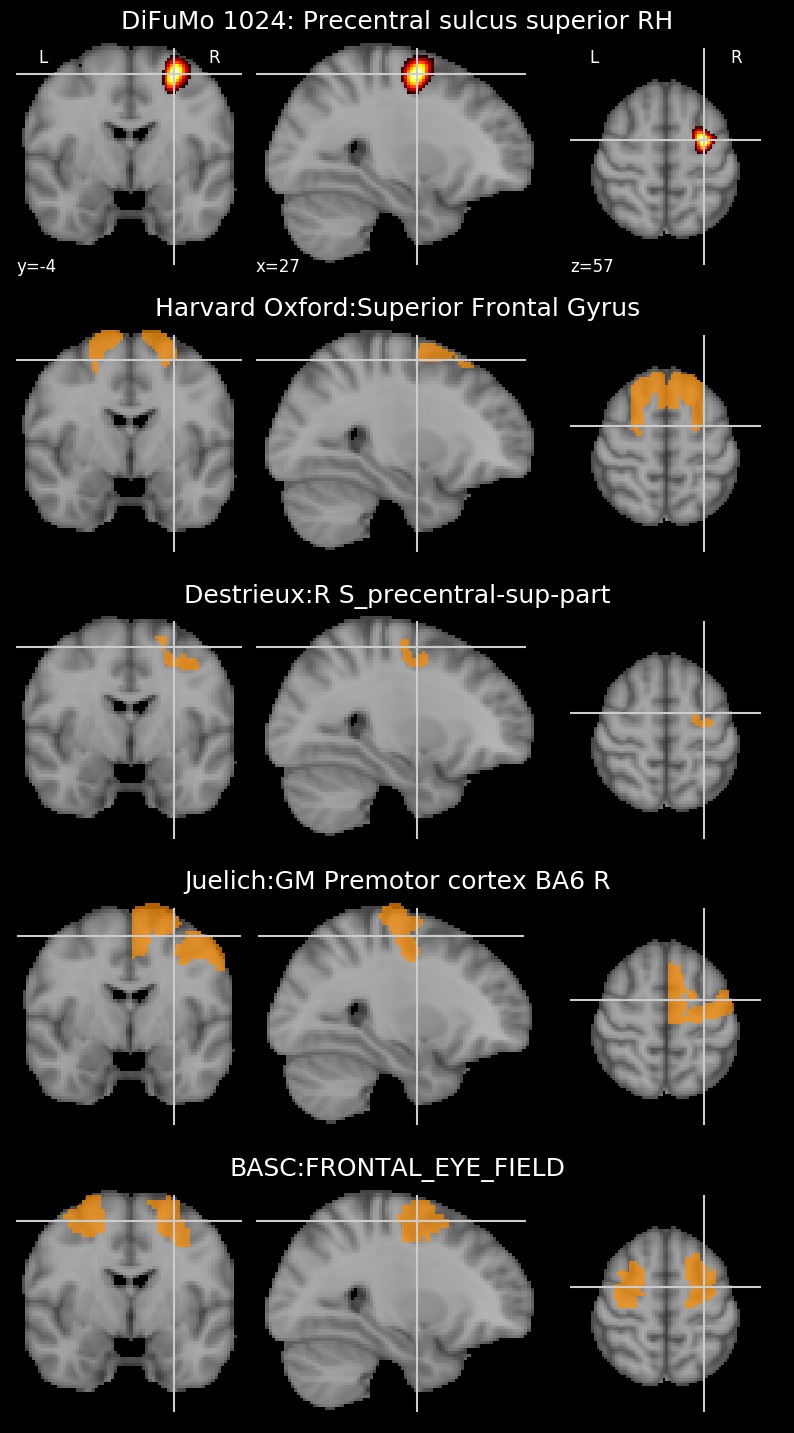 DiFuMo 1024: Precentral sulcus superior RH
L R L R
y=-4 x=27 z=57
Harvard Oxford:Superior Frontal Gyrus
Destrieux:R S_precentral-sup-part
Juelich:GM Premotor cortex BA6 R
BASC:FRONTAL_EYE_FIELD